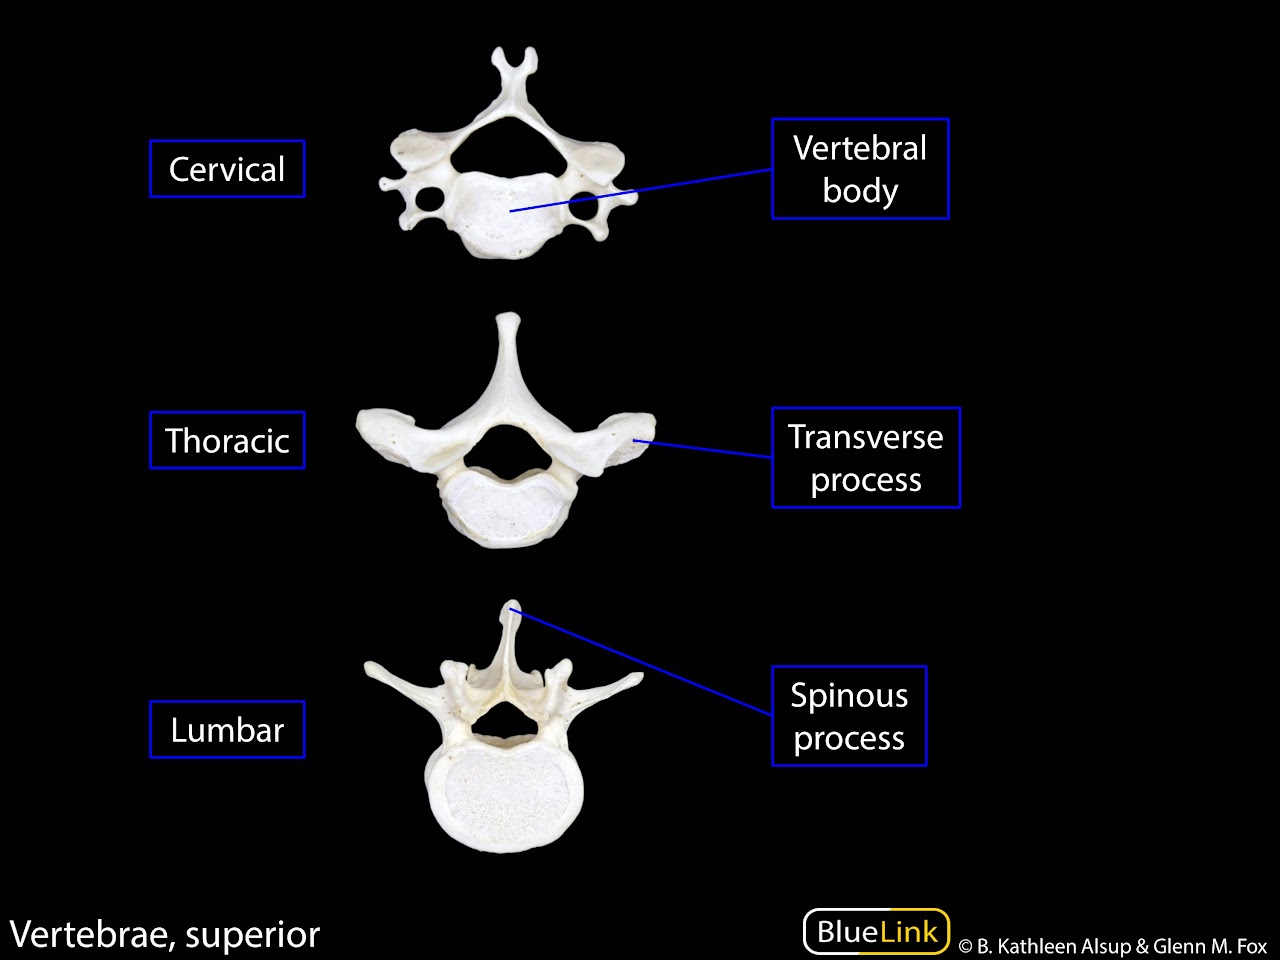 Cervical
Vertebral
body
Thoracic
Transverse
process
Lumbar
Spinous
process
Vertebrae, superior
BlueLink
© B. Kathleen Alsup & Glenn M. Fox